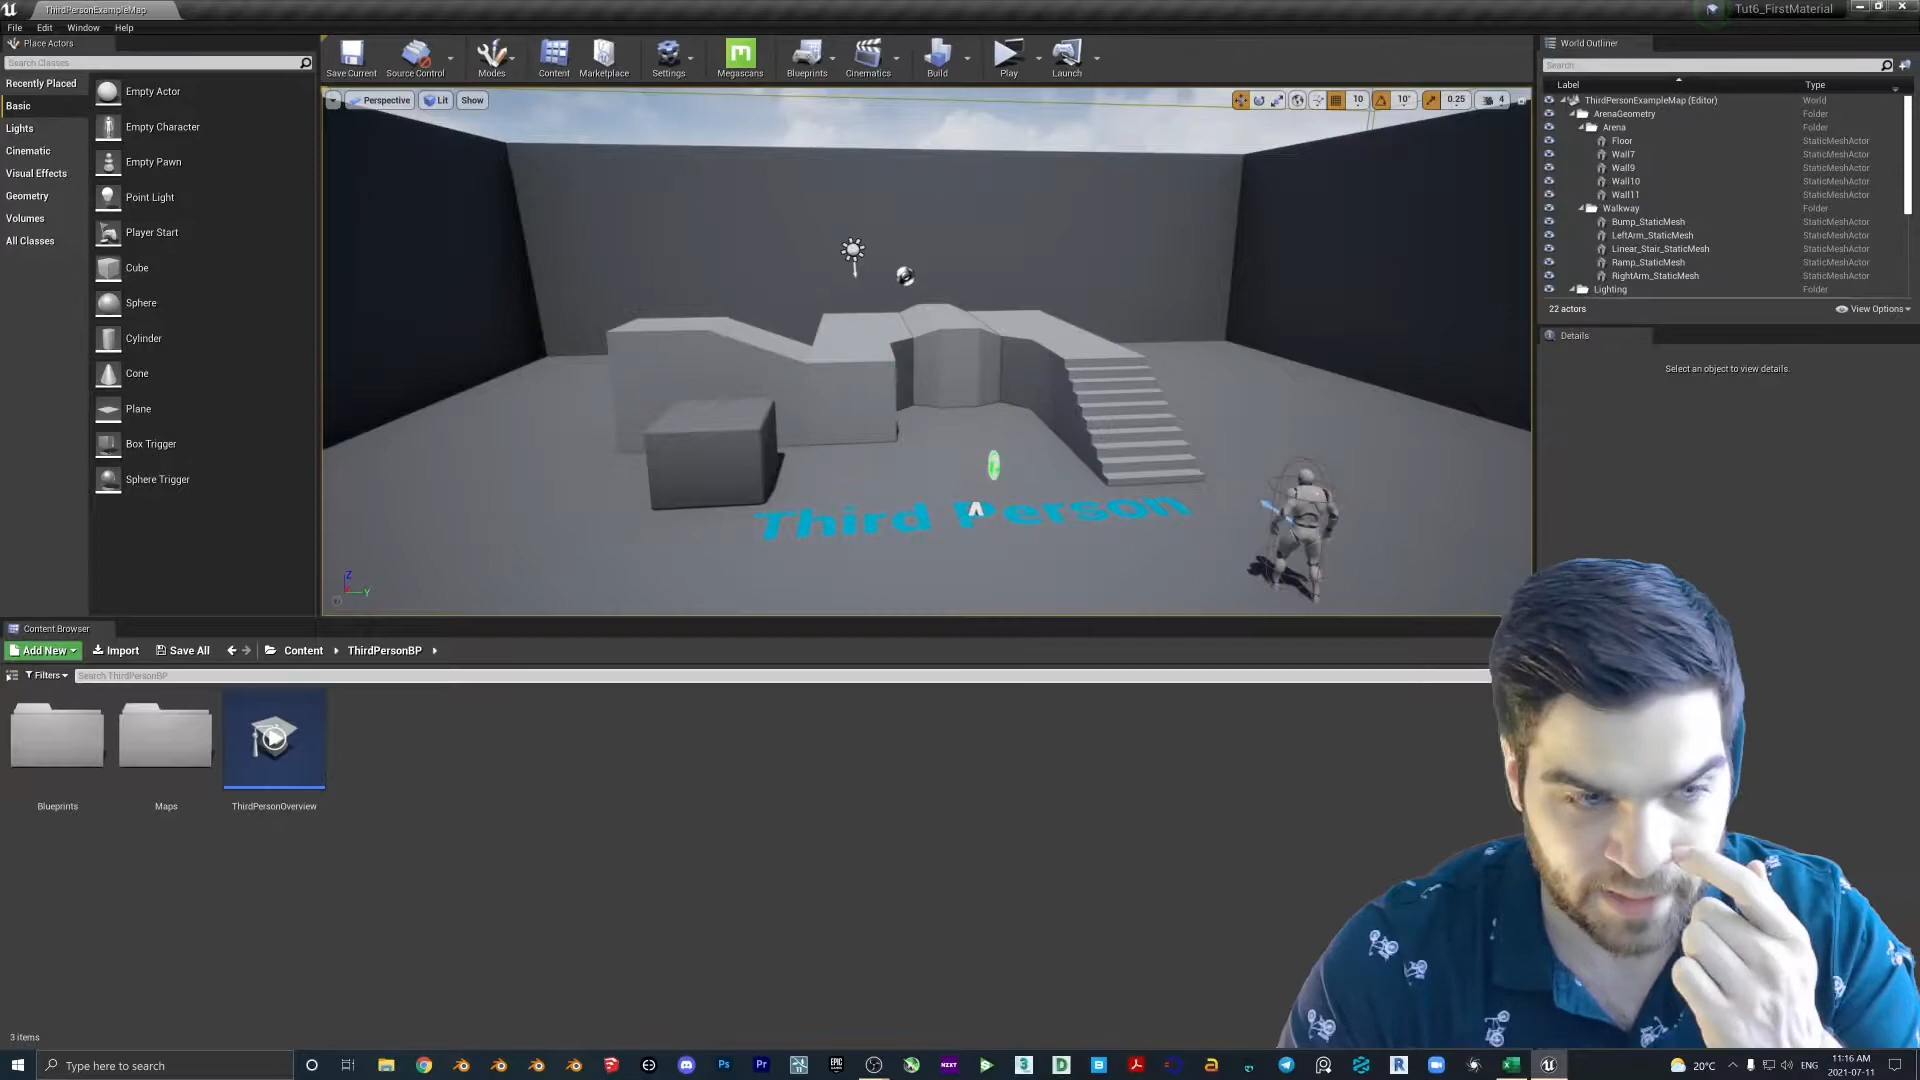 ThirdPersonExampleMap
Tut6_FirstMaterial
File Edit Window Help
Place Actors
Search Classes
Recently Placed
Basic
Lights
Cinematic
Visual Effects
Geometry
Volumes
All Classes
Empty Actor
Empty Character
Empty Pawn
Point Light
Player Start
Cube
Sphere
Cylinder
Cone
Plane
Box Trigger
Sphere Trigger
Save Current Source Control Modes Content Marketplace Settings Megascans Blueprints Cinematics Build Play Launch
Perspective Lit Show
10 10° 0.25 4
Third Person
Z
Y
World Outliner
Search
Label Type
ThirdPersonExampleMap (Editor) World
ArenaGeometry Folder
Arena Folder
Floor StaticMeshActor
Wall7 StaticMeshActor
Wall9 StaticMeshActor
Wall10 StaticMeshActor
Wall11 StaticMeshActor
Walkway Folder
Bump_StaticMesh StaticMeshActor
LeftArm_StaticMesh StaticMeshActor
Linear_Stair_StaticMesh StaticMeshActor
Ramp_StaticMesh StaticMeshActor
RightArm_StaticMesh StaticMeshActor
Lighting Folder
22 actors View Options
Details
Select an object to view details.
Content Browser
Add New Import Save All Content ThirdPersonBP
Filters Search ThirdPersonBP
Blueprints
Maps
ThirdPersonOverview
3 items
Type here to search
20°C ENG 11:16 AM
2021-07-11